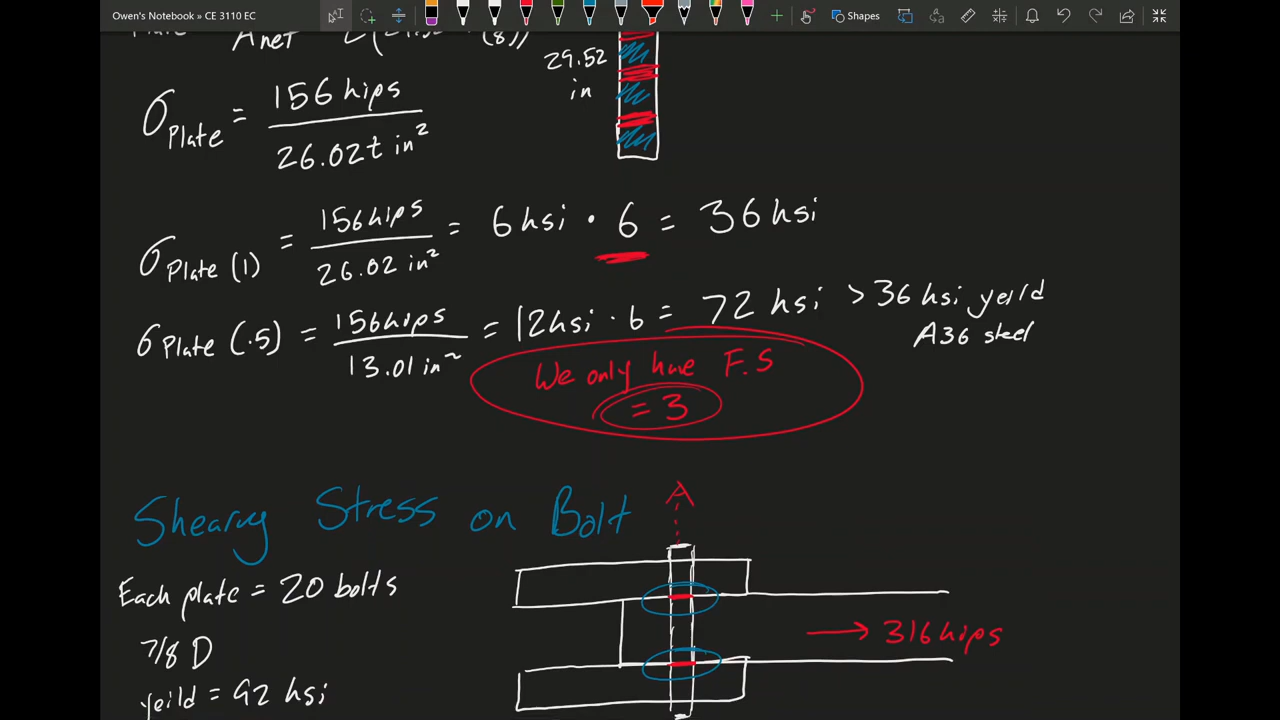 Owen's Notebook » CE 3110 EC
Shapes
Plate Anet (8))
29.52
in
σPlate = 156 kips / 26.02t in²
σPlate (1) = 156 kips / 26.02 in² = 6 ksi · 6 = 36 ksi
σPlate (.5) = 156 kips / 13.01 in² = 12 ksi · 6 = 72 ksi > 36 ksi yeild
A36 steel
We only have F.S
= 3
Shearing Stress on Bolt
A
Each plate = 20 bolts
7/8 D
yeild = 92 ksi
→ 316 kips